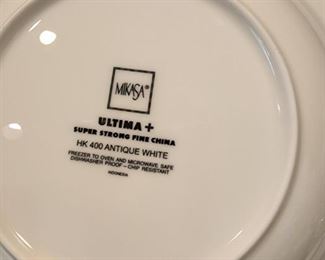 MIKASA®
ULTIMA +
SUPER STRONG FINE CHINA
HK 400 ANTIQUE WHITE
FREEZER TO OVEN AND MICROWAVE SAFE
DISHWASHER PROOF – CHIP RESISTANT
INDONESIA